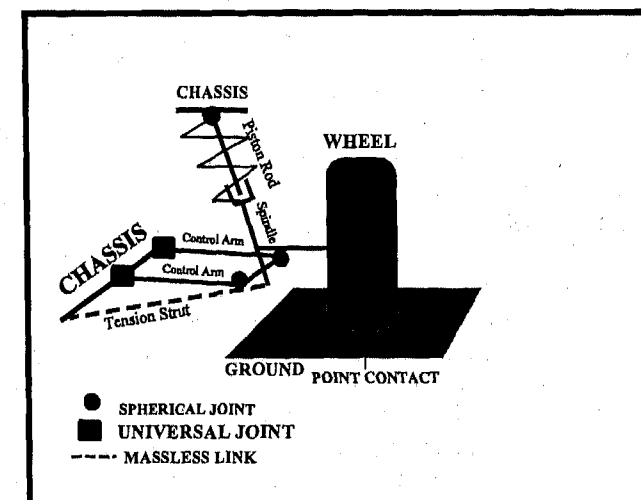 CHASSIS
Piston Rod
WHEEL
Spindle
CHASSIS
Control Arm
Control Arm
Tension Strut
GROUND
POINT CONTACT
SPHERICAL JOINT
UNIVERSAL JOINT
MASSLESS LINK